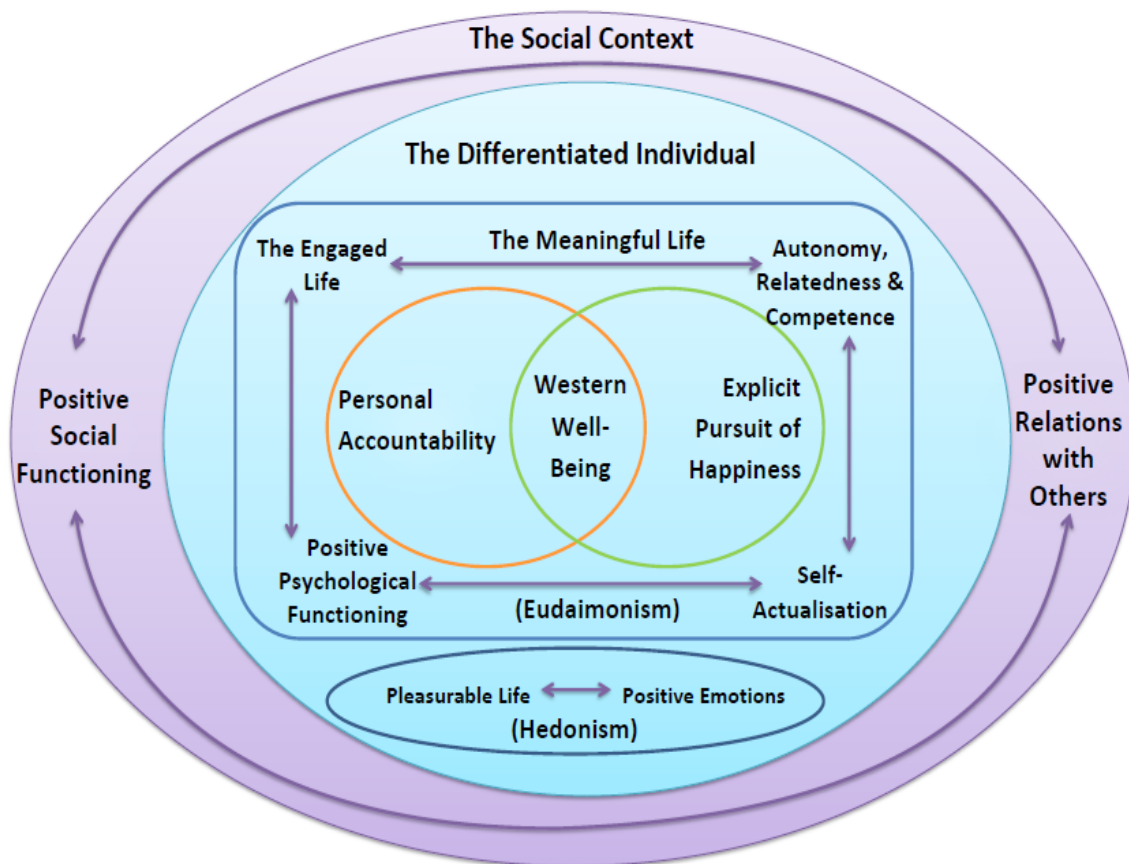 The Social Context
The Differentiated Individual
The Engaged
Life
The Meaningful Life
Autonomy,
Relatedness &
Competence
Positive
Social
Functioning
Personal
Accountability
Western
Well-
Being
Explicit
Pursuit of
Happiness
Positive
Relations
with
Others
Positive
Psychological
Functioning
(Eudaimonism)
Self-
Actualisation
Pleasurable Life
Positive Emotions
(Hedonism)